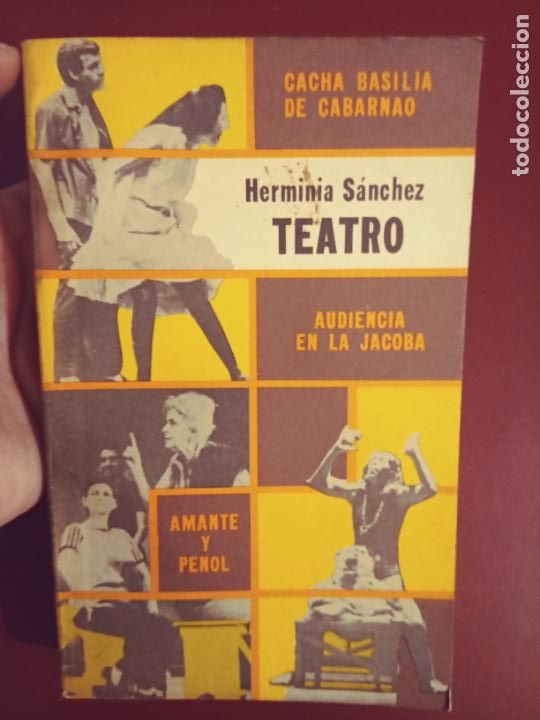 CACHA BASILIA
DE CABARNAO
Herminia Sánchez
TEATRO
AUDIENCIA
EN LA JACOBA
AMANTE
Y
PENOL
todocoleccion